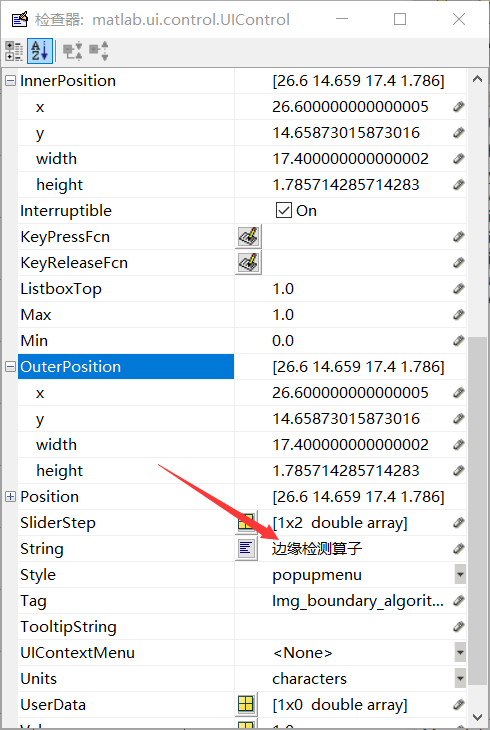 检查器: matlab.ui.control.UIControl
InnerPosition [26.6 14.659 17.4 1.786]
x 26.600000000000005
y 14.65873015873016
width 17.400000000000002
height 1.785714285714283
Interruptible On
KeyPressFcn
KeyReleaseFcn
ListboxTop 1.0
Max 1.0
Min 0.0
OuterPosition [26.6 14.659 17.4 1.786]
x 26.600000000000005
y 14.65873015873016
width 17.400000000000002
height 1.785714285714283
Position [26.6 14.659 17.4 1.786]
SliderStep [1x2 double array]
String 边缘检测算子
Style popupmenu
Tag Img_boundary_algorit...
TooltipString
UIContextMenu <None>
Units characters
UserData [1x0 double array]